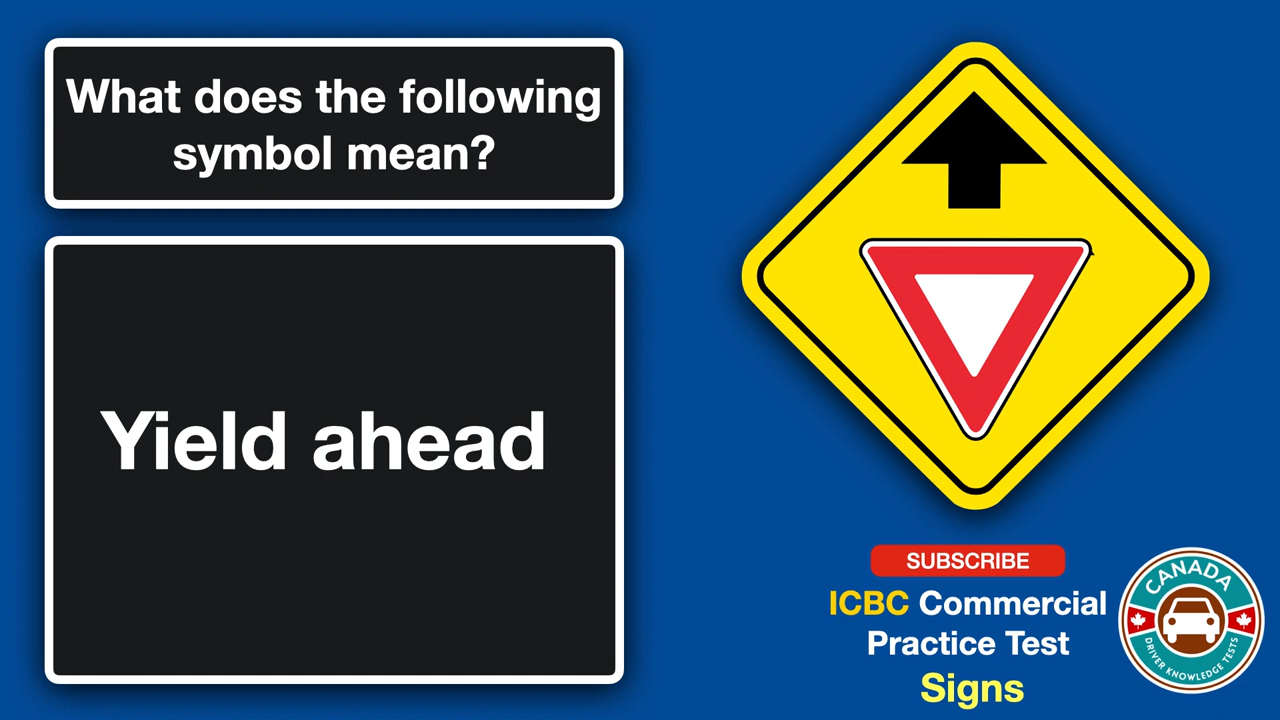 What does the following
symbol mean?
Yield ahead
SUBSCRIBE
ICBC Commercial
Practice Test
Signs
CANADA
DRIVER KNOWLEDGE TESTS